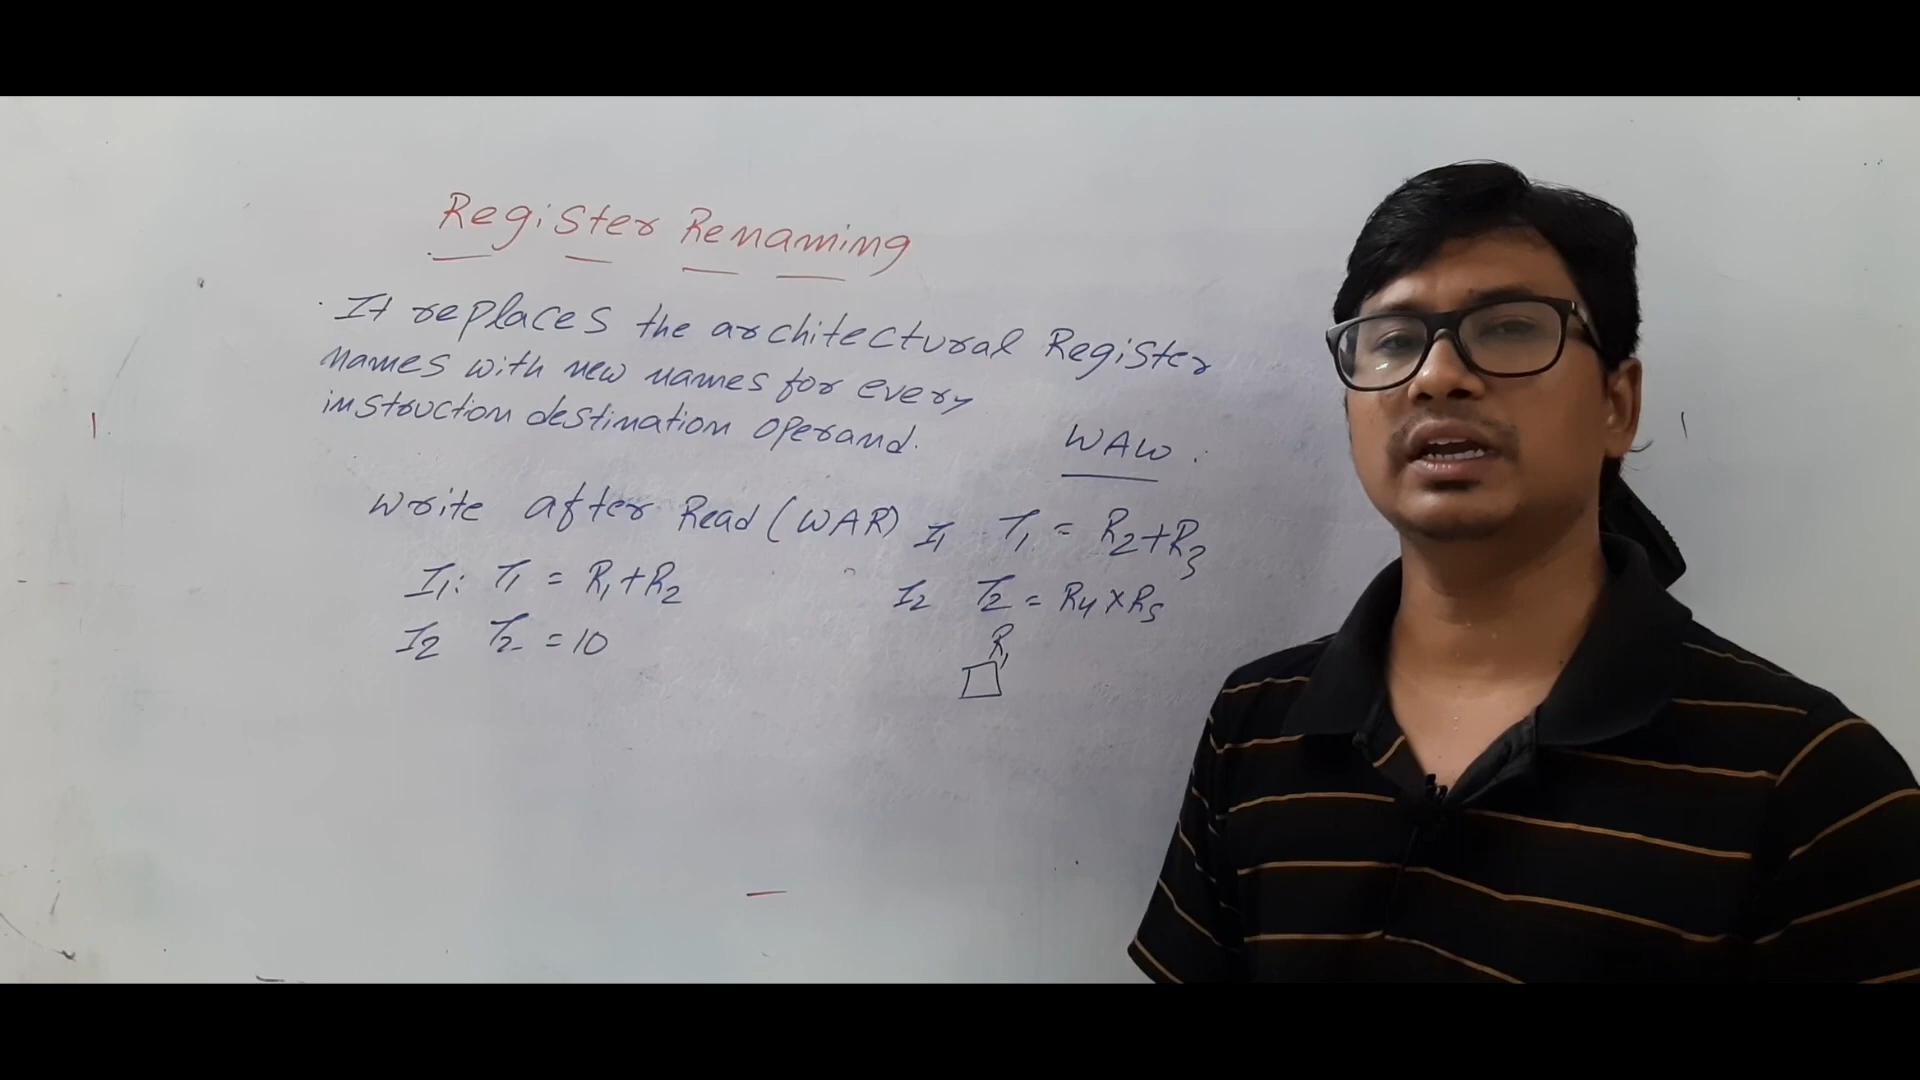 Register Renaming
It replaces the architectural Register
names with new names for every
instruction destination operand.
WAW.
Write after Read (WAR)
I1: T1 = R1+R2
I2 T2 = 10
I1 T1 = R2+R3
I2 T2 = R4×R5
R1